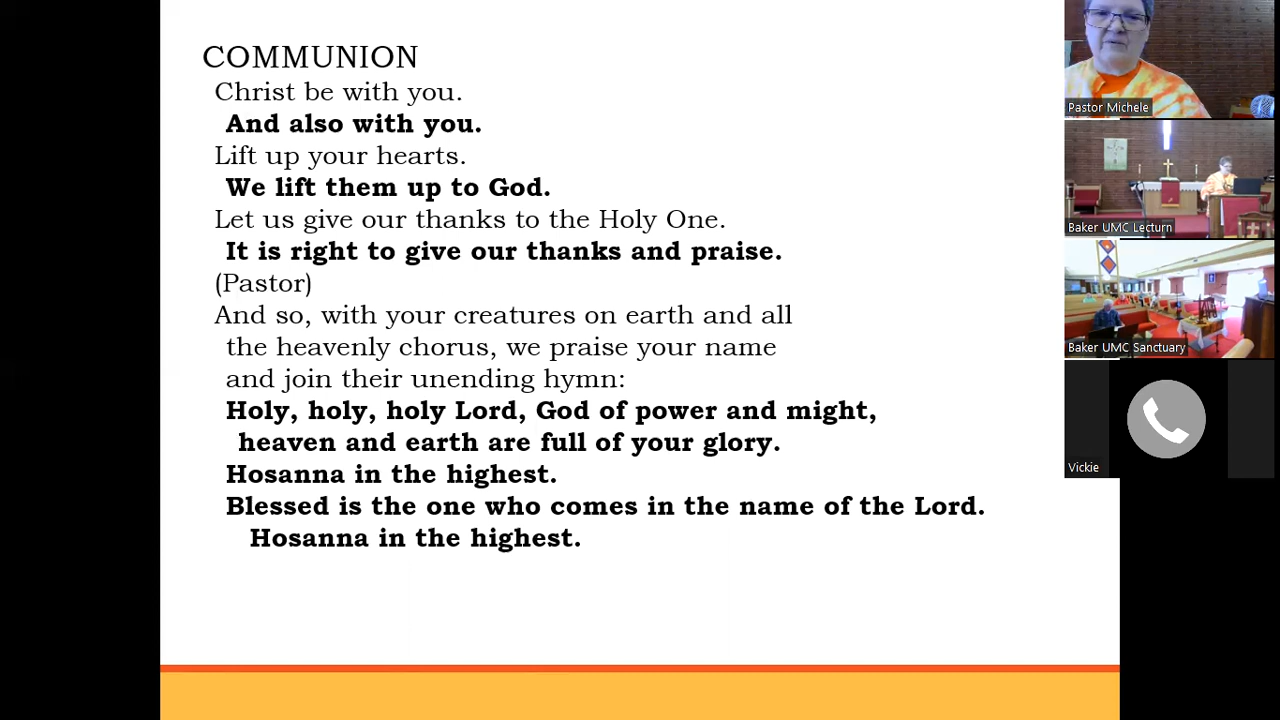 COMMUNION
Christ be with you.
And also with you.
Lift up your hearts.
We lift them up to God.
Let us give our thanks to the Holy One.
It is right to give our thanks and praise.
(Pastor)
And so, with your creatures on earth and all
the heavenly chorus, we praise your name
and join their unending hymn:
Holy, holy, holy Lord, God of power and might,
heaven and earth are full of your glory.
Hosanna in the highest.
Blessed is the one who comes in the name of the Lord.
Hosanna in the highest.
Pastor Michele
Baker UMC Lecturn
Baker UMC Sanctuary
Vickie